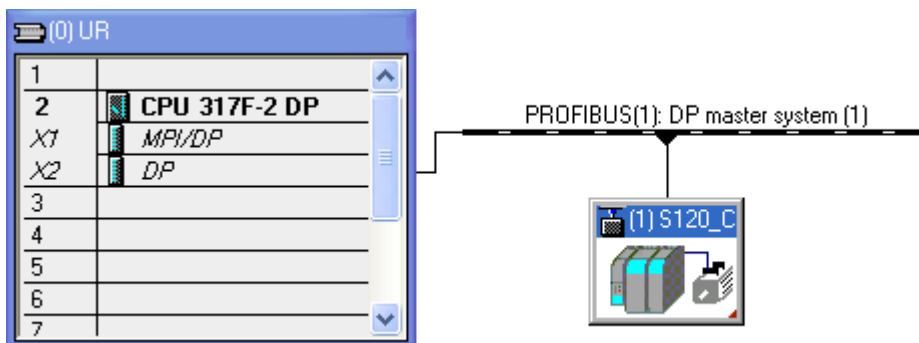 (0) UR
1
2 CPU 317F-2 DP
X1 MPI/DP
X2 DP
3
4
5
6
7
PROFIBUS(1): DP master system (1)
(1) S120_C